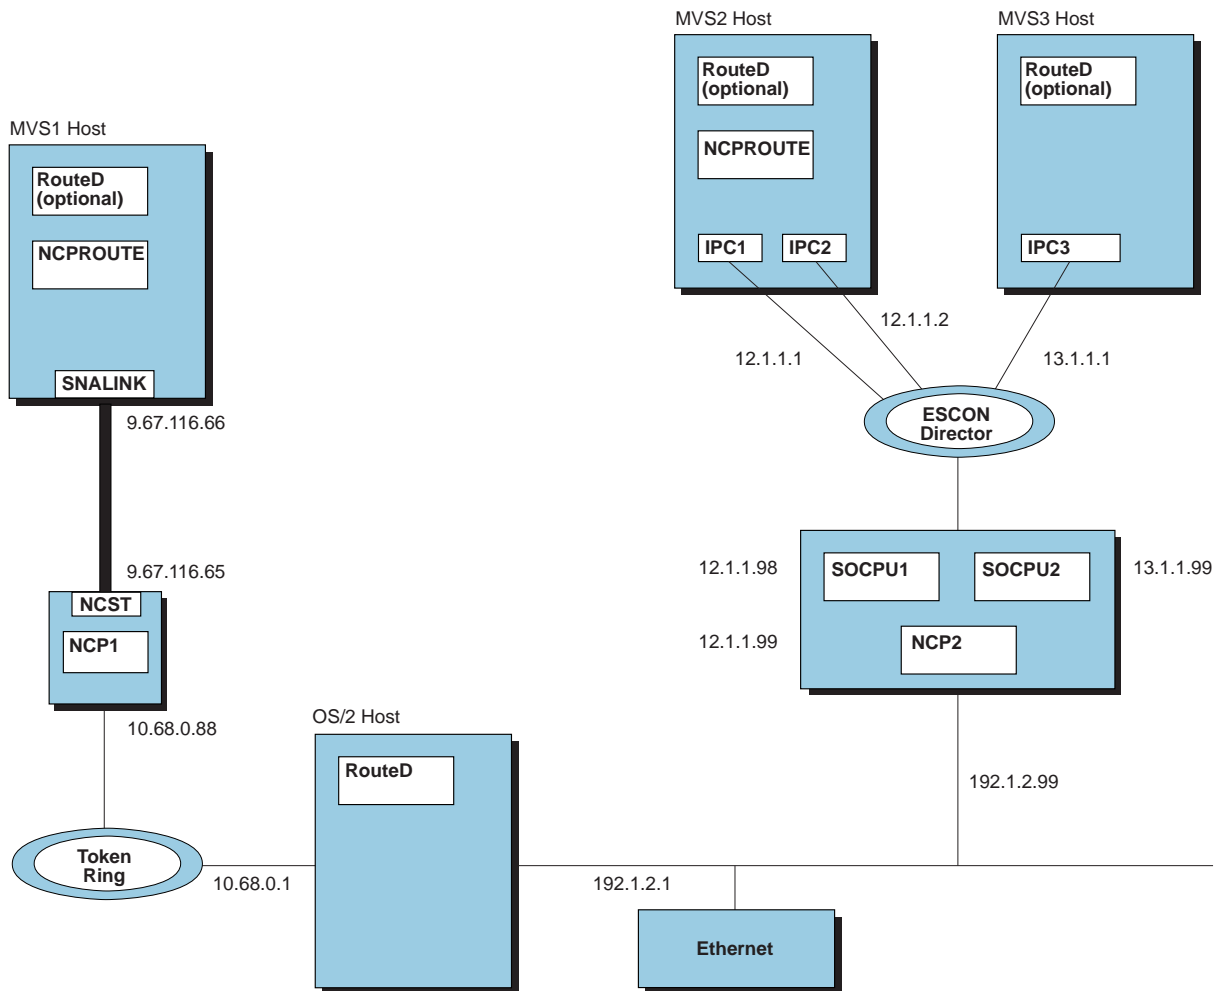 MVS2 Host
MVS3 Host
RouteD
(optional)
NCPROUTE
IPC1
IPC2
RouteD
(optional)
IPC3
MVS1 Host
RouteD
(optional)
NCPROUTE
SNALINK
9.67.116.66
12.1.1.1
12.1.1.2
13.1.1.1
ESCON
Director
9.67.116.65
NCST
NCP1
10.68.0.88
12.1.1.98
SOCPU1
SOCPU2
13.1.1.99
12.1.1.99
NCP2
192.1.2.99
OS/2 Host
RouteD
Token
Ring
10.68.0.1
192.1.2.1
Ethernet